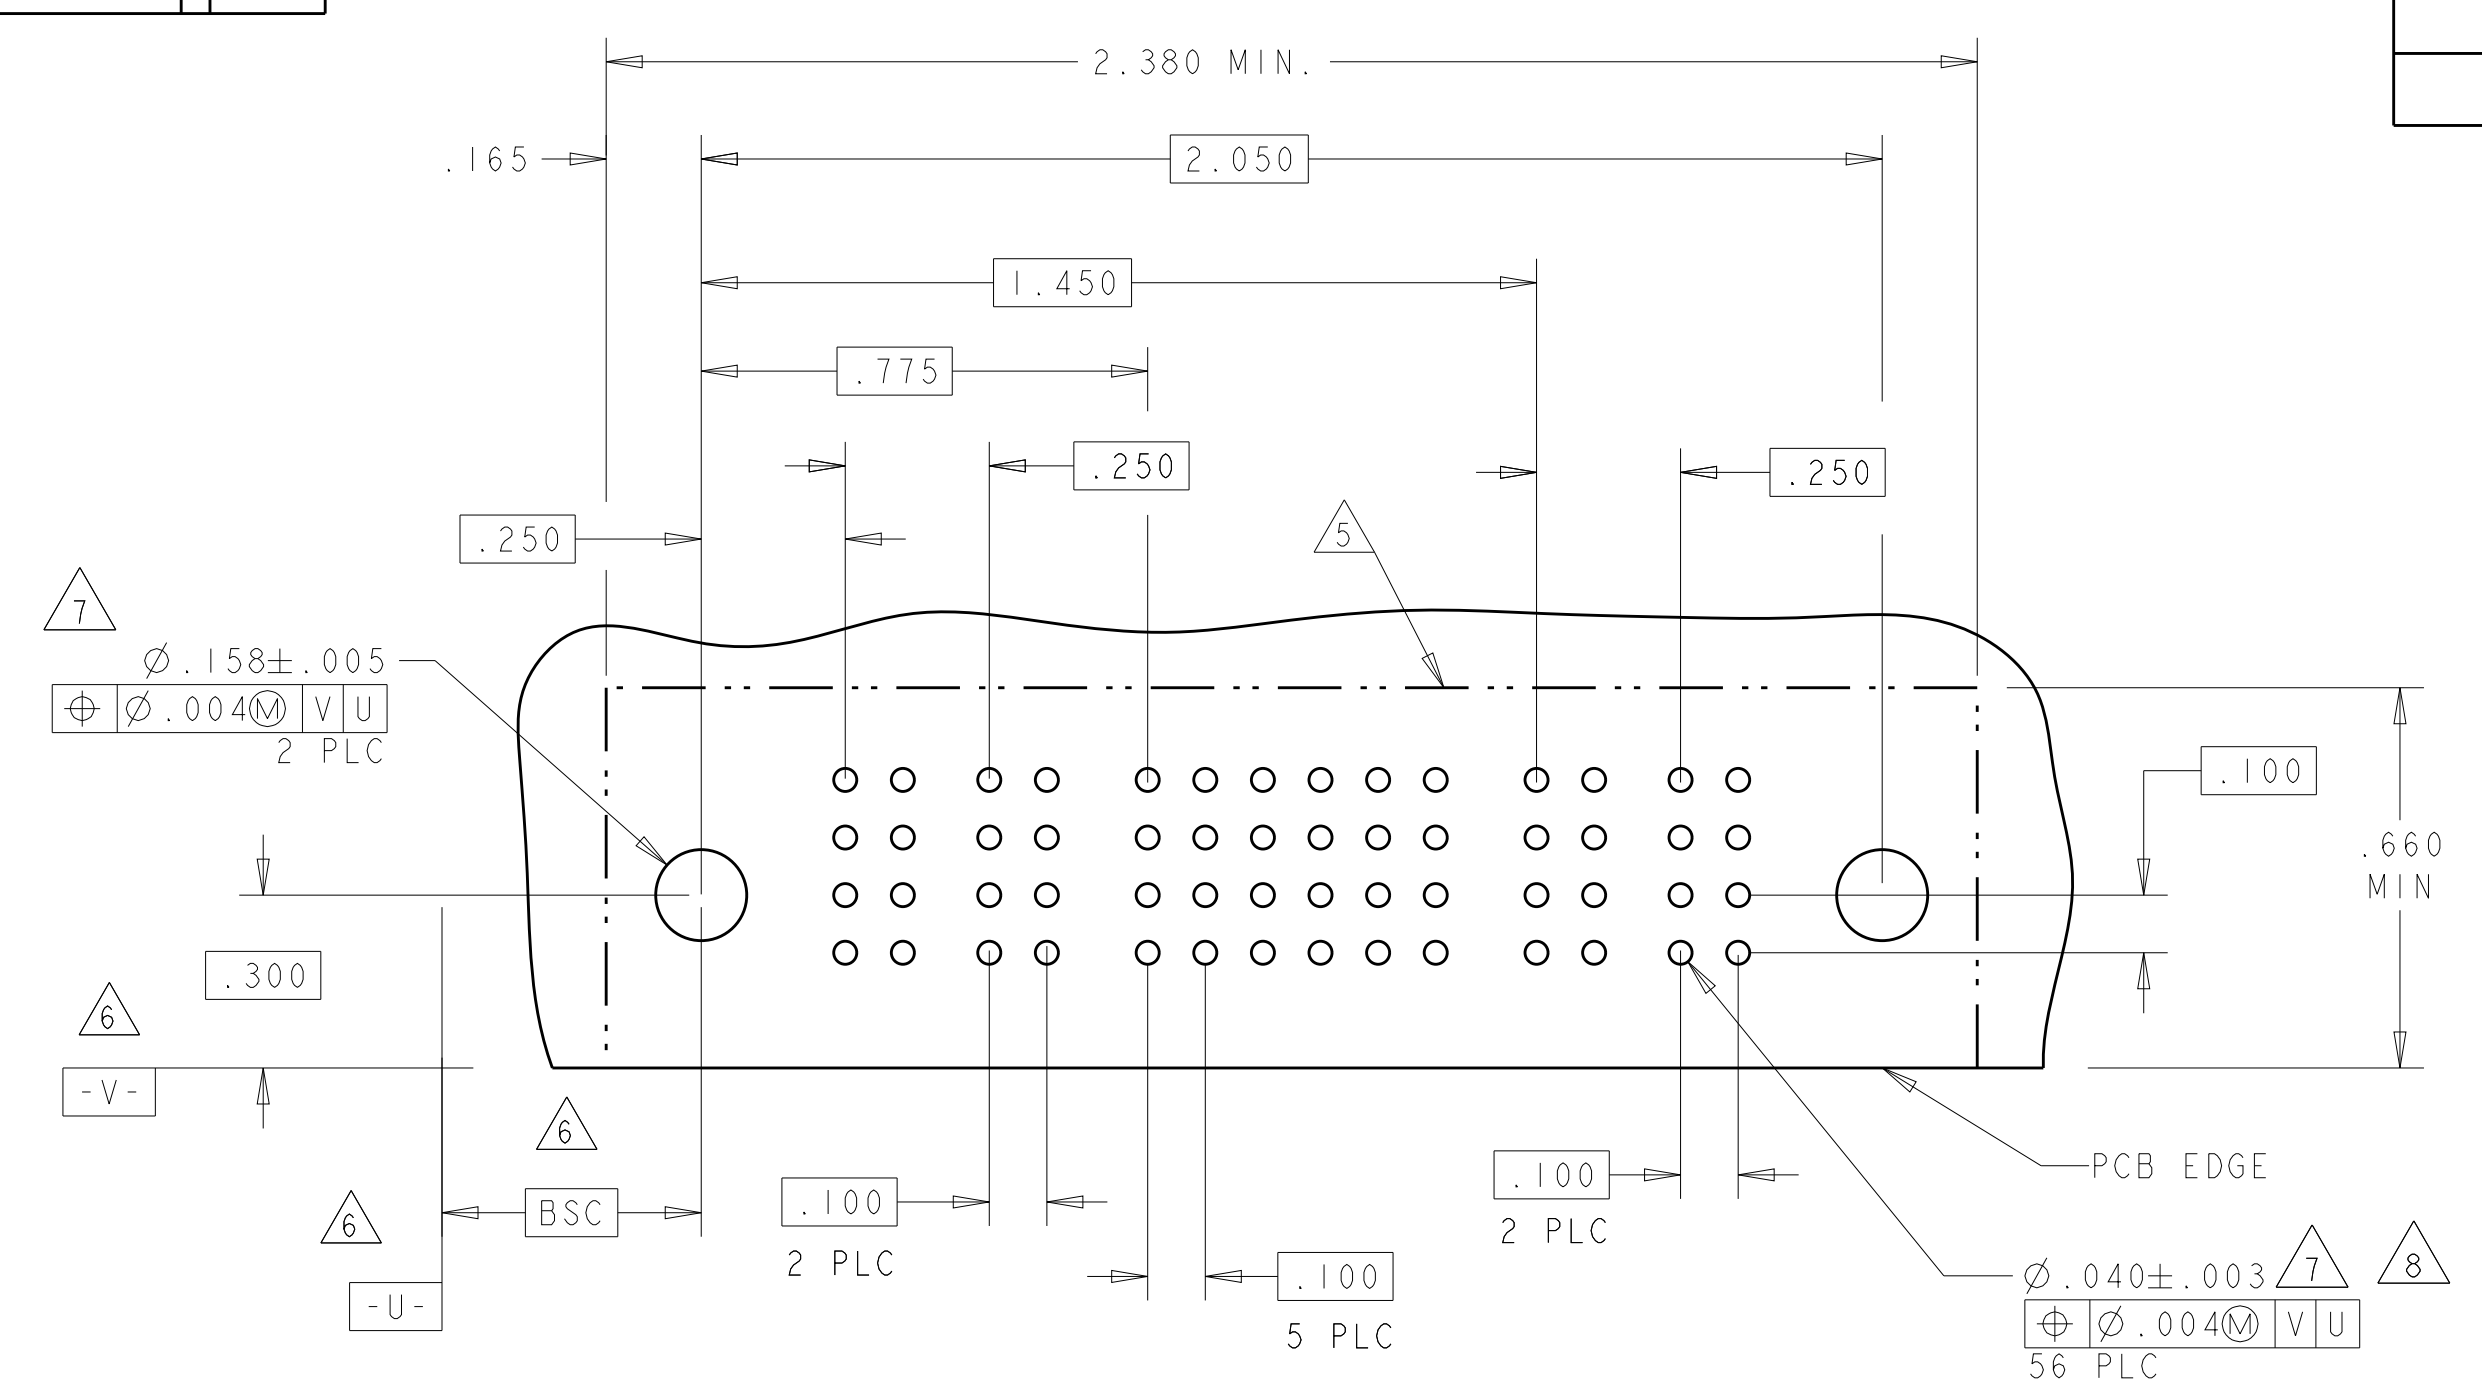 2.380 MIN.
.165
2.050
1.450
.775
.250
.250
.250
5
7
Ø.158±.005
⌖ Ø.004Ⓜ V U
2 PLC
.100
.660
MIN
.300
6
-V-
6
6
BSC
-U-
.100
2 PLC
.100
5 PLC
.100
2 PLC
PCB EDGE
Ø.040±.003 7 8
⌖ Ø.004Ⓜ V U
56 PLC